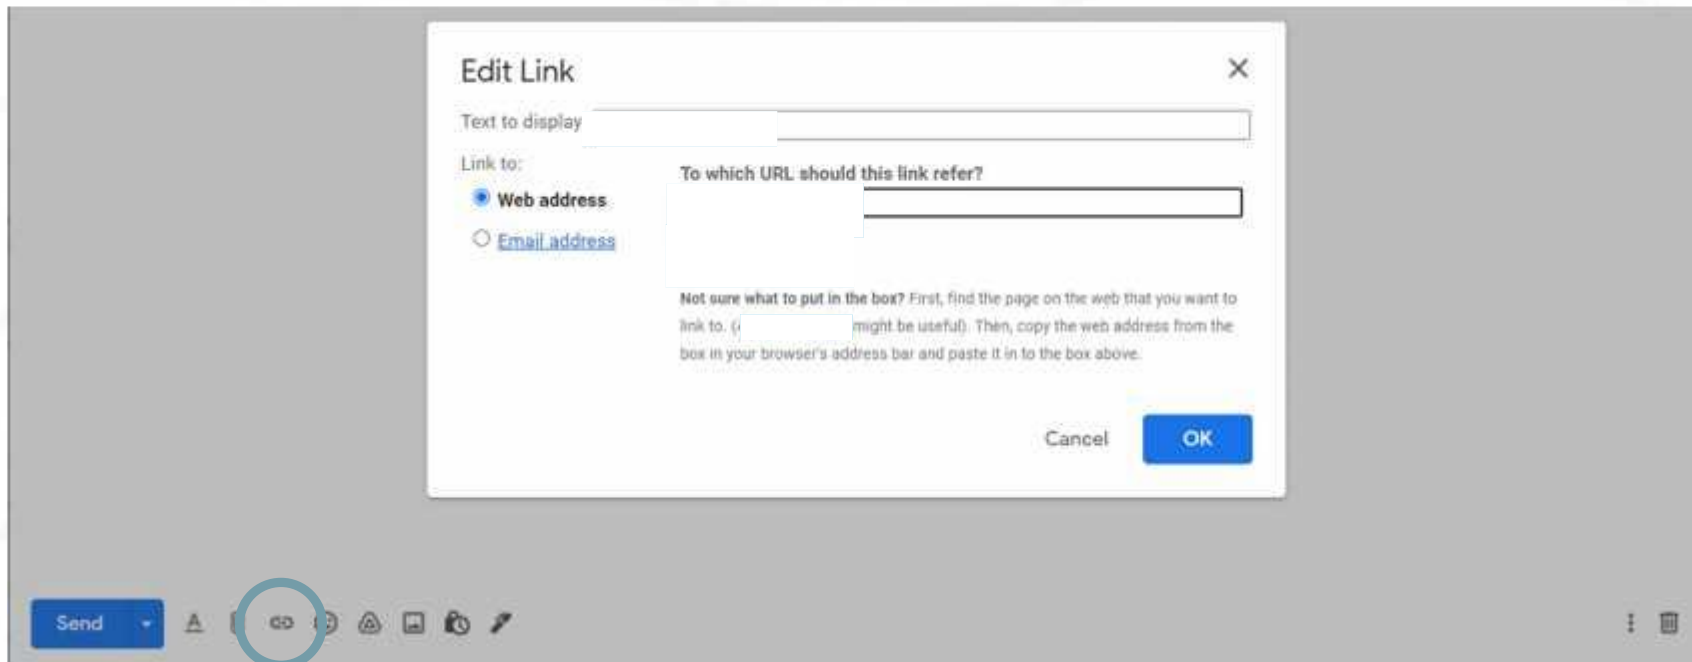 Edit Link
Text to display
Link to:
To which URL should this link refer?
Web address
Email address
Not sure what to put in the box? First, find the page on the web that you want to
link to. ( might be useful). Then, copy the web address from the
box in your browser's address bar and paste it in to the box above.
Cancel OK
Send